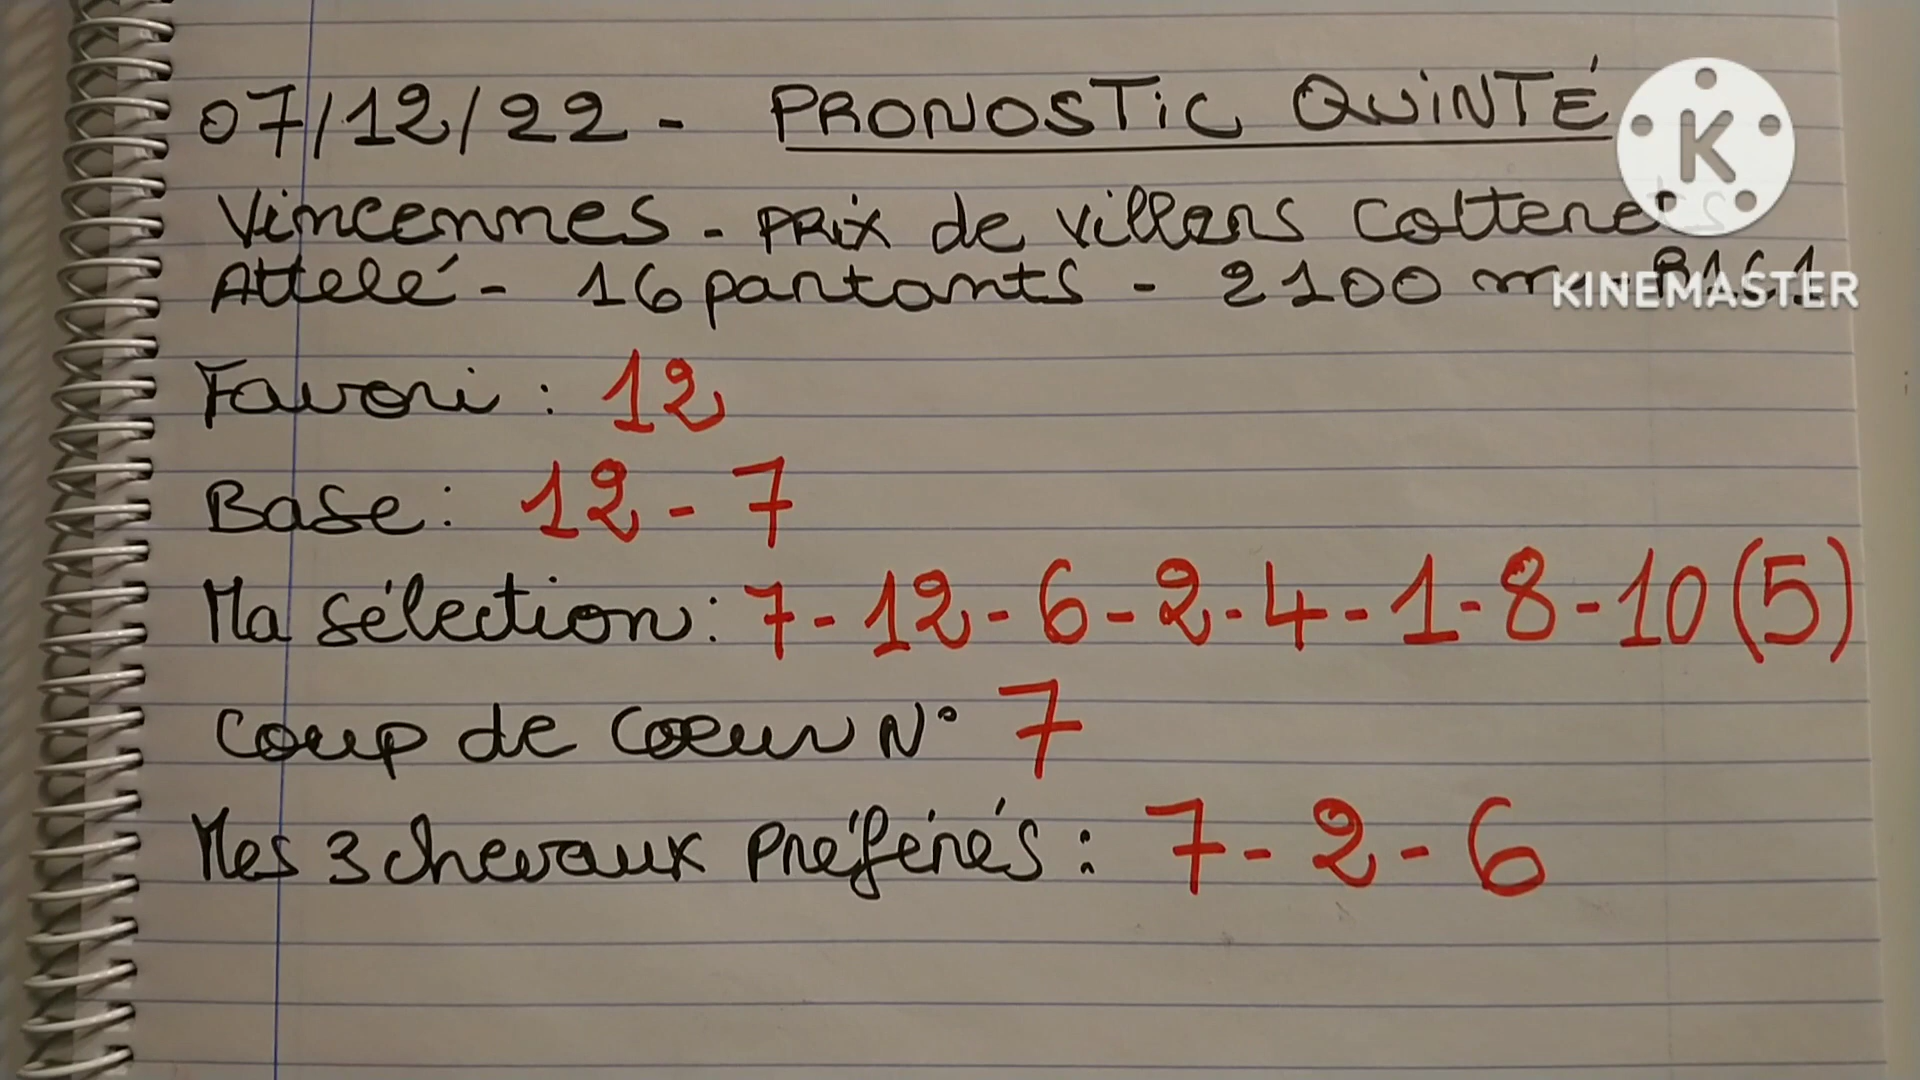 07/12/22 - PRONOSTIC QUINTÉ
Vincennes - PRix de villers
Attelé - 16 partants - 2100 m
KINEMASTER
Favori : 12
Base : 12 - 7
Ma sélection : 7 - 12 - 6 - 2 - 4 - 1 - 8 - 10 (5)
Coup de coeur N° 7
Mes 3 chevaux préférés : 7 - 2 - 6